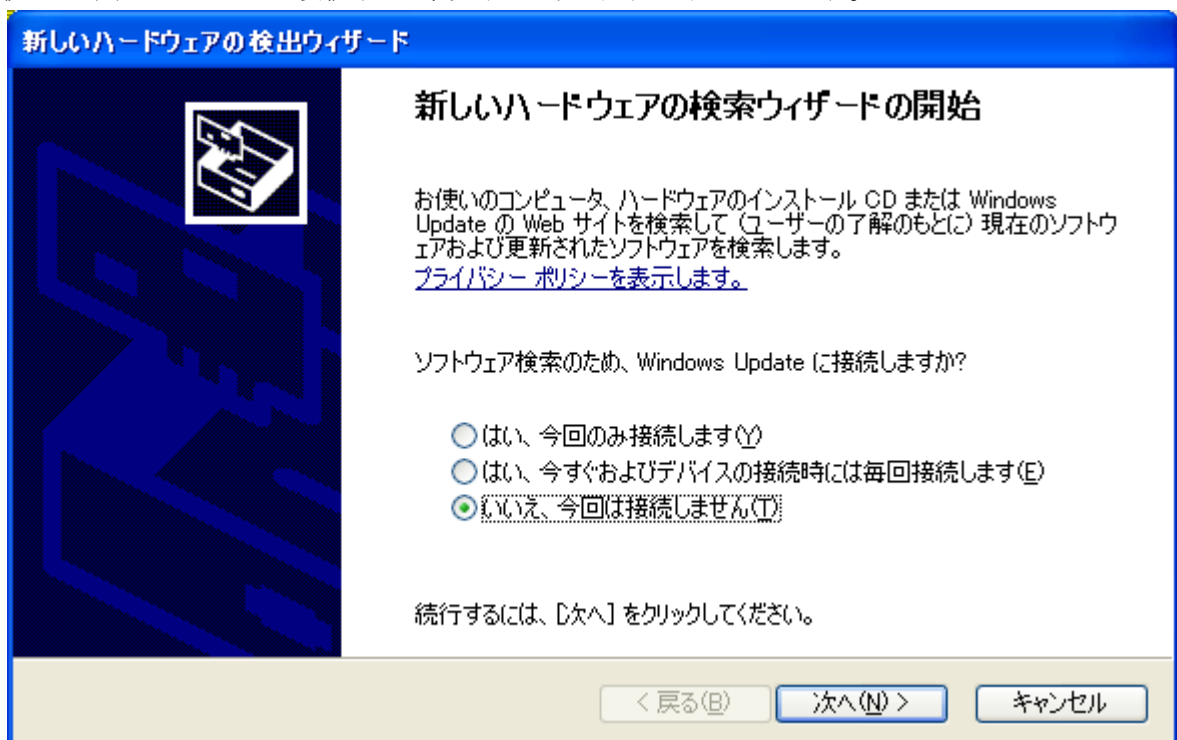 新しいハードウェアの検出ウィザード
新しいハードウェアの検索ウィザードの開始
お使いのコンピュータ、ハードウェアのインストール CD または Windows
Update の Web サイトを検索して (ユーザーの了解のもとに) 現在のソフトウ
ェアおよび更新されたソフトウェアを検索します。
プライバシー ポリシーを表示します。
ソフトウェア検索のため、Windows Update に接続しますか?
はい、今回のみ接続します(Y)
はい、今すぐおよびデバイスの接続時には毎回接続します(E)
いいえ、今回は接続しません(T)
続行するには、[次へ] をクリックしてください。
< 戻る(B) 次へ(N) > キャンセル